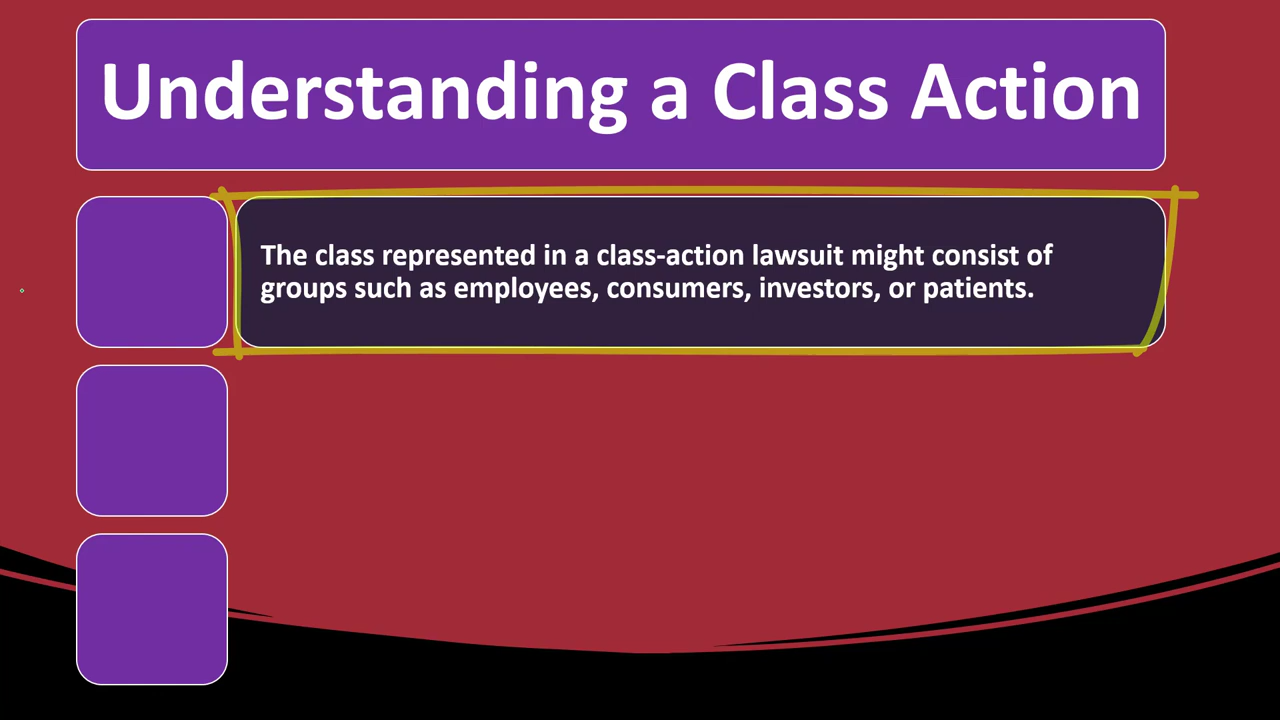 Understanding a Class Action
The class represented in a class-action lawsuit might consist of
groups such as employees, consumers, investors, or patients.